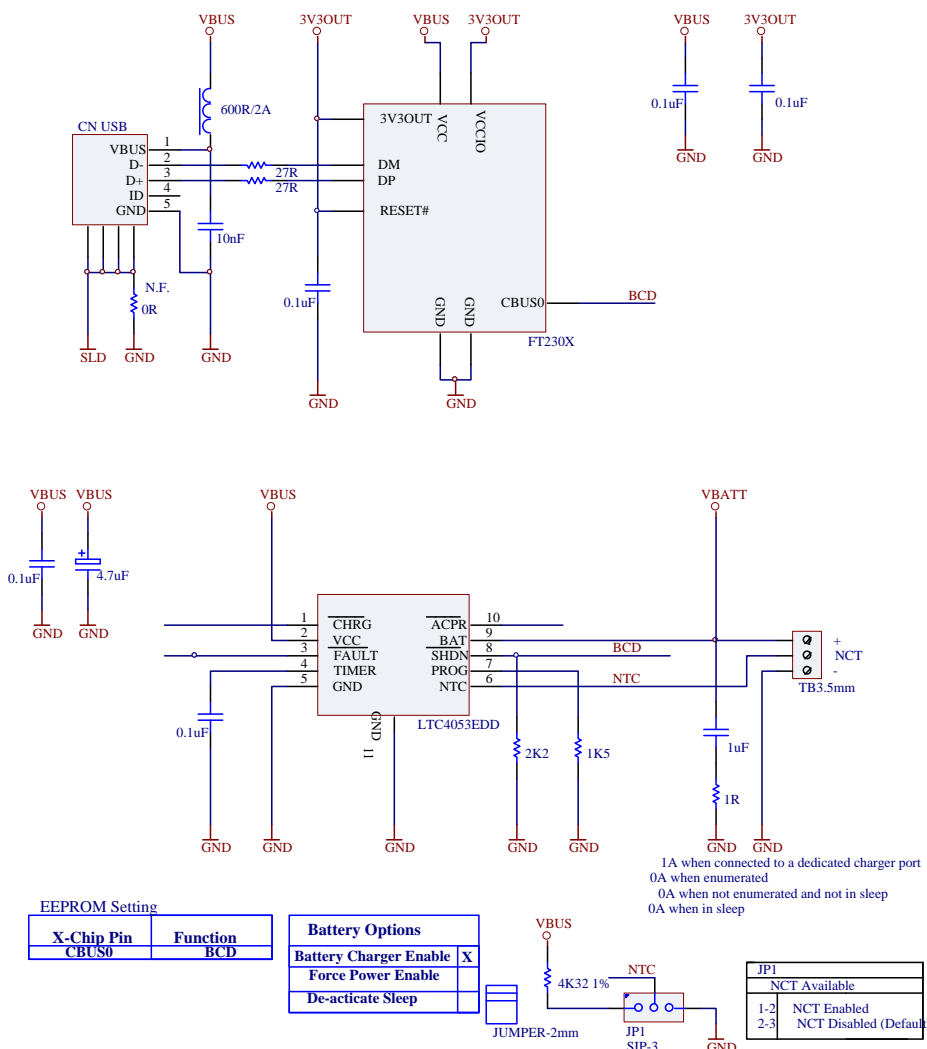 VBUS 3V3OUT VBUS 3V3OUT VBUS 3V3OUT
600R/2A
0.1uF 0.1uF
GND GND
CN USB
VBUS 1
D- 2
D+ 3
ID 4
GND 5
27R
27R
10nF
N.F.
0R
0.1uF
SLD GND GND GND
3V3OUT
VCC
VCCIO
DM
DP
RESET#
CBUS0 BCD
GND
GND
FT230X
GND
VBUS VBUS VBUS VBATT
0.1uF 4.7uF
GND GND
1 CHRG ACPR 10
2 VCC BAT 9
3 FAULT SHDN 8 BCD
4 TIMER PROG 7
5 GND NTC 6 NTC
GND 11
LTC4053EDD
+
NCT
-
TB3.5mm
0.1uF
2K2 1K5
1uF
1R
GND GND GND GND GND GND GND
1A when connected to a dedicated charger port
0A when enumerated
0A when not enumerated and not in sleep
0A when in sleep
EEPROM Setting
X-Chip Pin Function
CBUS0 BCD
Battery Options
Battery Charger Enable X
Force Power Enable
De-acticate Sleep
JUMPER-2mm
VBUS
4K32 1%
NTC
JP1
SIP-3
GND
JP1
NCT Available
1-2 NCT Enabled
2-3 NCT Disabled (Default